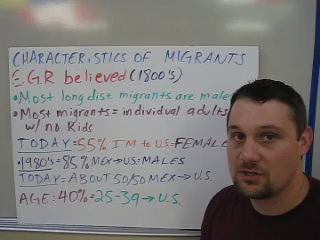 CHARACTERISTICS OF MIGRANTS
E.GR believed (1800's)
• Most long dist. migrants are male
• Most migrants = individual adults
w/ no Kids
TODAY = 55% IM to US = FEMALE
• 1980's = 85% MEX → US = MALES
TODAY = ABOUT 50/50 MEX → U.S.
AGE: 40% = 25-39 → U.S.